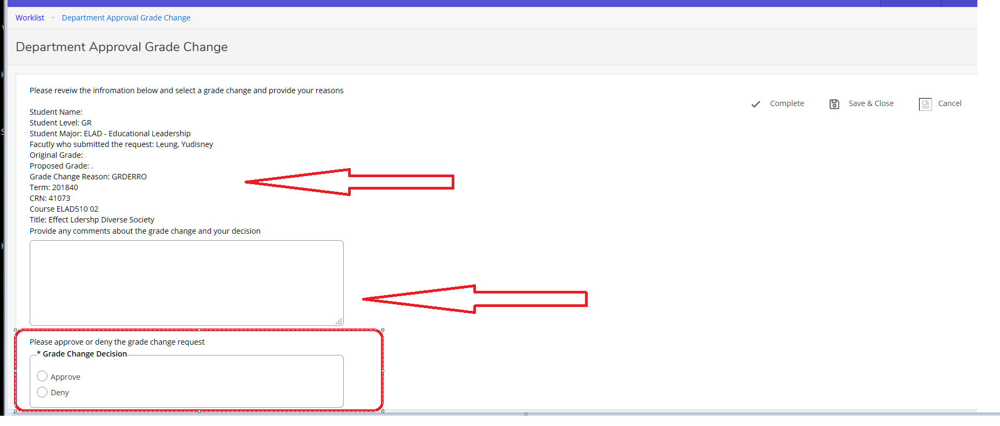 Worklist • Department Approval Grade Change
Department Approval Grade Change
Please reveiw the infromation below and select a grade change and provide your reasons
Complete Save & Close Cancel
Student Name:
Student Level: GR
Student Major: ELAD - Educational Leadership
Facutly who submitted the request: Leung, Yudisney
Original Grade: .
Proposed Grade: .
Grade Change Reason: GRDERRO
Term: 201840
CRN: 41073
Course ELAD510 02
Title: Effect Ldershp Diverse Society
Provide any comments about the grade change and your decision
Please approve or deny the grade change request
* Grade Change Decision
Approve
Deny